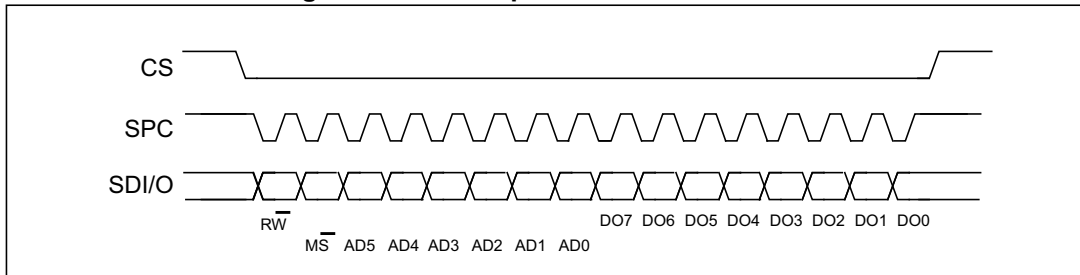 CS
SPC
SDI/O
RW̅ DO7 DO6 DO5 DO4 DO3 DO2 DO1 DO0
MS̅ AD5 AD4 AD3 AD2 AD1 AD0